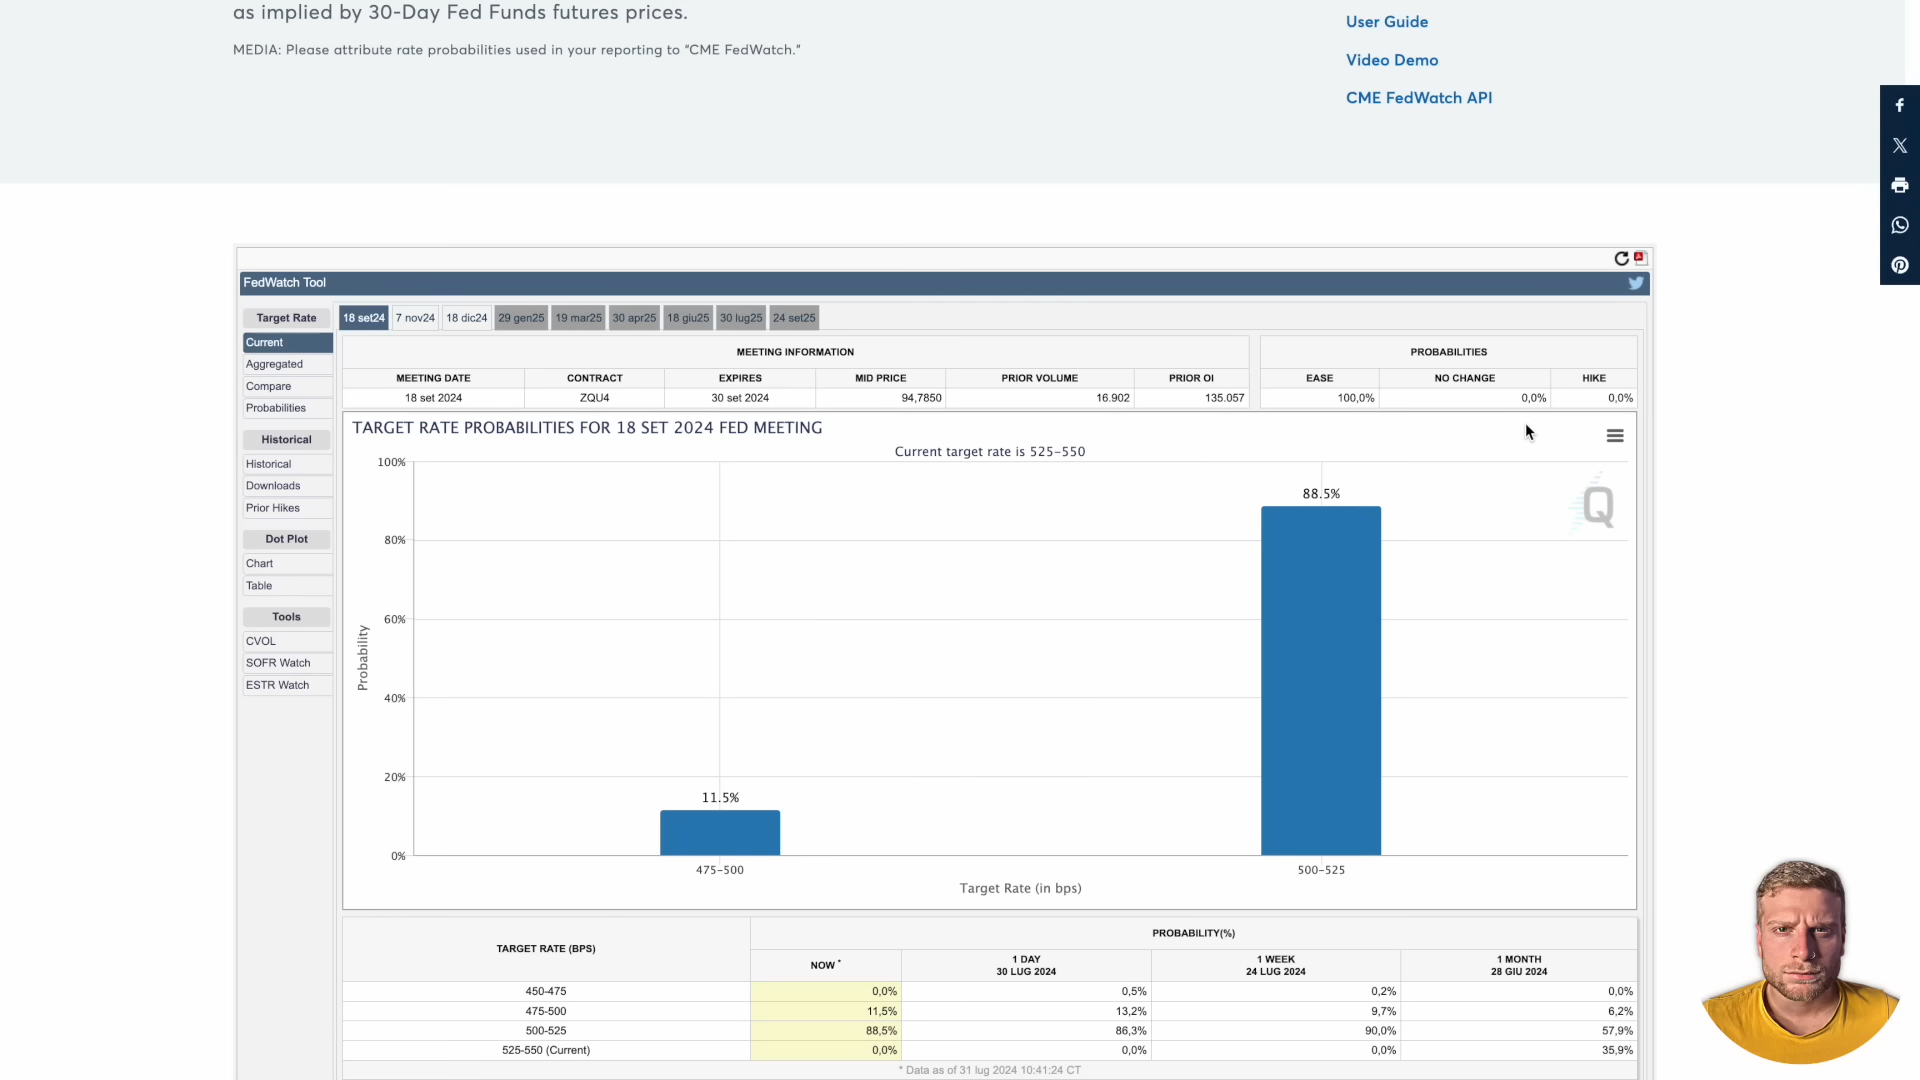 as implied by 30-Day Fed Funds futures prices.
MEDIA: Please attribute rate probabilities used in your reporting to “CME FedWatch.”
User Guide
Video Demo
CME FedWatch API
FedWatch Tool
Target Rate
Current
Aggregated
Compare
Probabilities
Historical
Historical
Downloads
Prior Hikes
Dot Plot
Chart
Table
Tools
CVOL
SOFR Watch
ESTR Watch
18 set24 7 nov24 18 dic24 29 gen25 19 mar25 30 apr25 18 giu25 30 lug25 24 set25
MEETING INFORMATION
MEETING DATE CONTRACT EXPIRES MID PRICE PRIOR VOLUME PRIOR OI
18 set 2024 ZQU4 30 set 2024 94,7850 16.902 135.057
PROBABILITIES
EASE NO CHANGE HIKE
100,0% 0,0% 0,0%
TARGET RATE PROBABILITIES FOR 18 SET 2024 FED MEETING
Current target rate is 525–550
Q
Probability
100%
80%
60%
40%
20%
0%
11.5%
88.5%
475–500
500–525
Target Rate (in bps)
TARGET RATE (BPS) PROBABILITY(%)
NOW * 1 DAY 1 WEEK 1 MONTH
30 LUG 2024 24 LUG 2024 28 GIU 2024
450-475 0,0% 0,5% 0,2% 0,0%
475-500 11,5% 13,2% 9,7% 6,2%
500-525 88,5% 86,3% 90,0% 57,9%
525-550 (Current) 0,0% 0,0% 0,0% 35,9%
* Data as of 31 lug 2024 10:41:24 CT